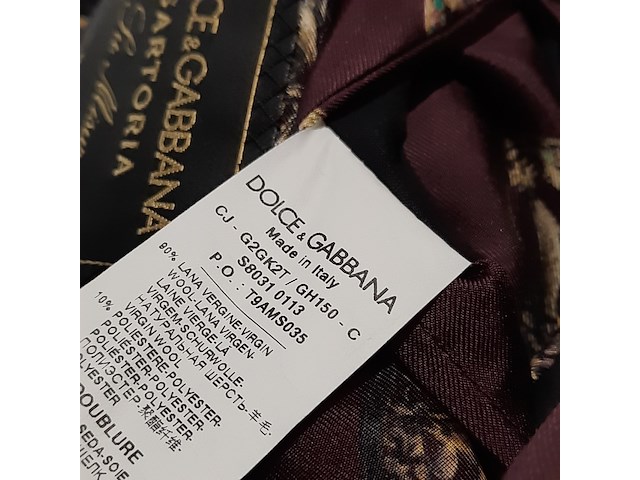 DOLCE & GABBANA
SARTORIA
DOLCE & GABBANA
Made in Italy
CJ - G2GK2T / GH150 - C
S8031 0113
P.O.: T9AMS035
80% LANA VERGINE-VIRGIN
WOOL-LANA VIRGEN-
LAINE VIERGE-LÃ
VIRGEM-SCHURWOLLE-
НАТУРАЛЬНАЯ ШЕРСТЬ-羊毛-
VIRGIN WOOL
10% POLIESTERE-POLYESTER-
POLIÉSTER-POLYESTER-
POLIÉSTER-POLYESTER-
ПОЛИЭСТЕР-聚酯纤维-
POLYESTER
DOUBLURE
SEDA-SOIE